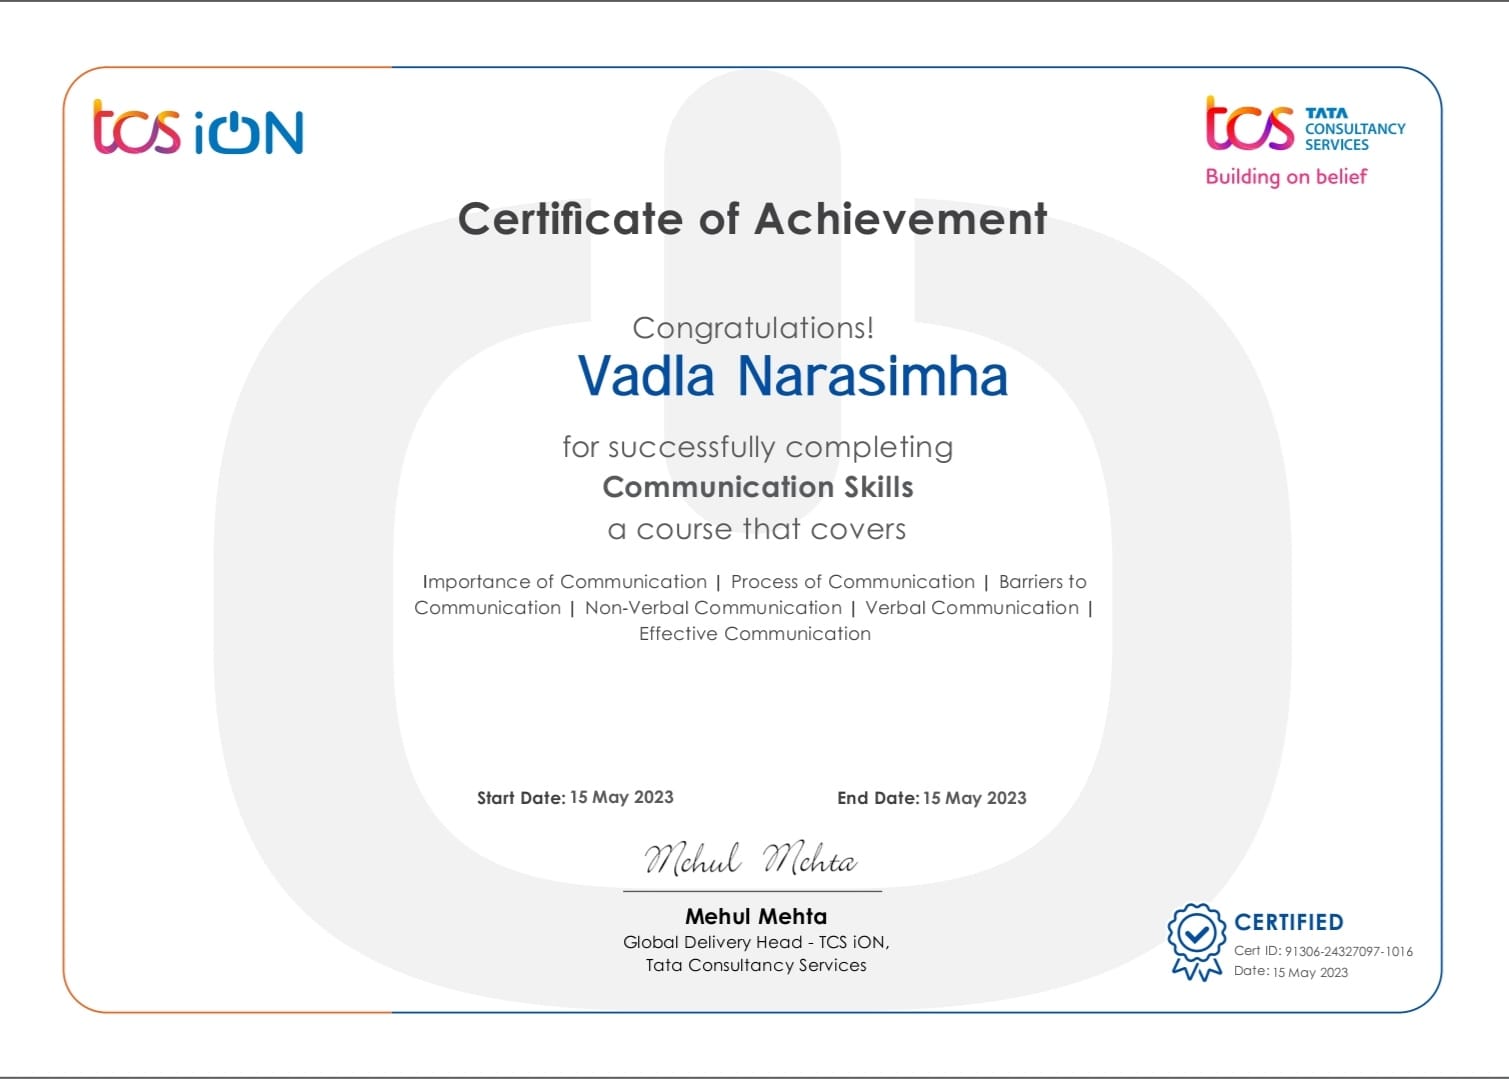 tcs iON
tcs TATA
CONSULTANCY
SERVICES
Building on belief
Certificate of Achievement
Congratulations!
Vadla Narasimha
for successfully completing
Communication Skills
a course that covers
Importance of Communication | Process of Communication | Barriers to
Communication | Non-Verbal Communication | Verbal Communication |
Effective Communication
Start Date: 15 May 2023 End Date: 15 May 2023
Mehul Mehta
Mehul Mehta
Global Delivery Head - TCS iON,
Tata Consultancy Services
CERTIFIED
Cert ID: 91306-24327097-1016
Date: 15 May 2023